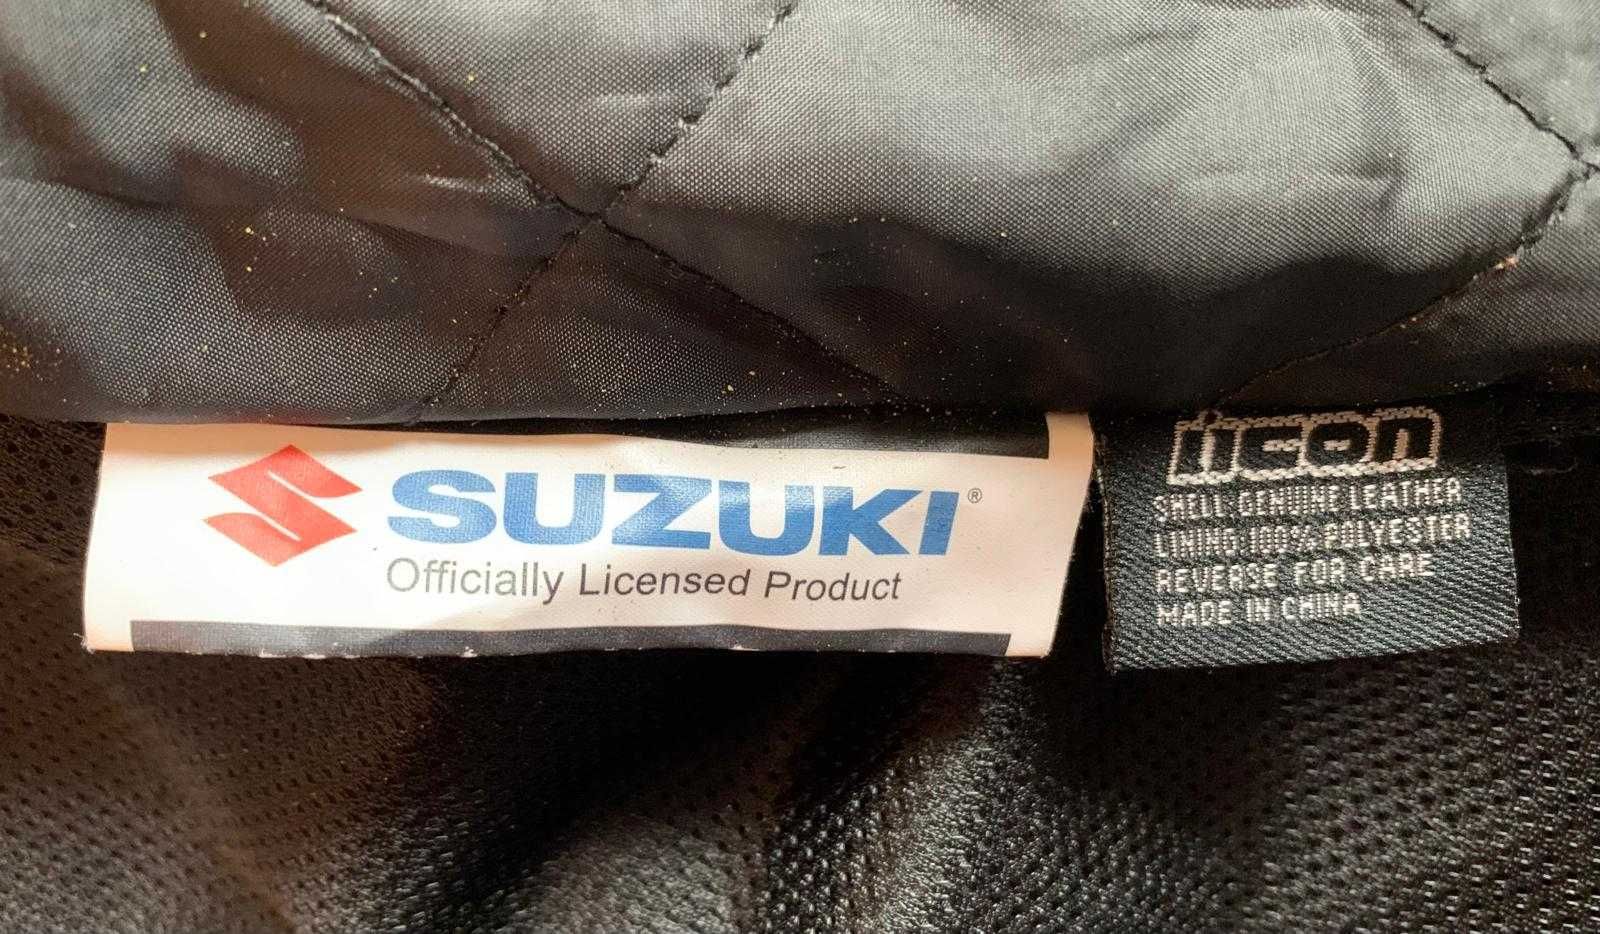 SUZUKI®
Officially Licensed Product
icon
SHELL GENUINE LEATHER
LINING 100% POLYESTER
REVERSE FOR CARE
MADE IN CHINA